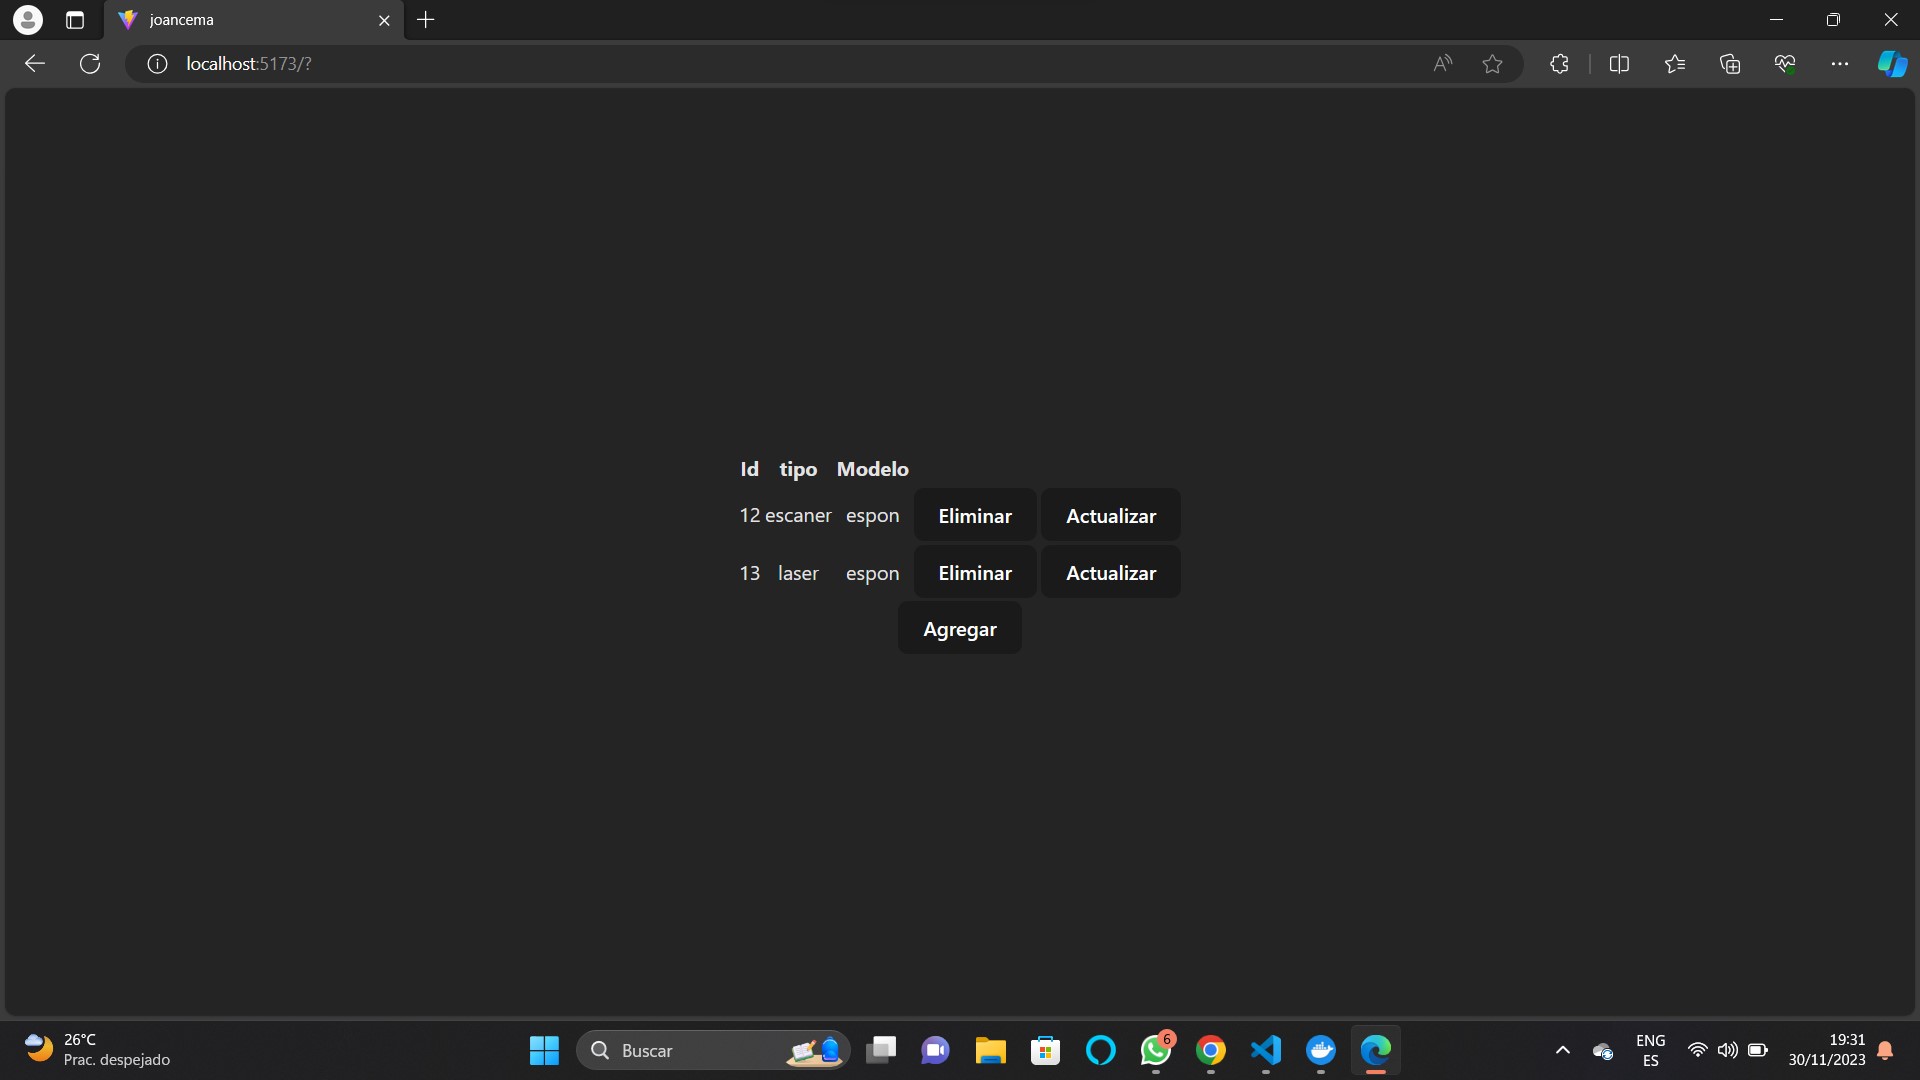 joancema
localhost:5173/?
Id tipo Modelo
12 escaner espon Eliminar Actualizar
13 laser espon Eliminar Actualizar
Agregar
26°C
Prac. despejado
Buscar
6
ENG
ES
19:31
30/11/2023